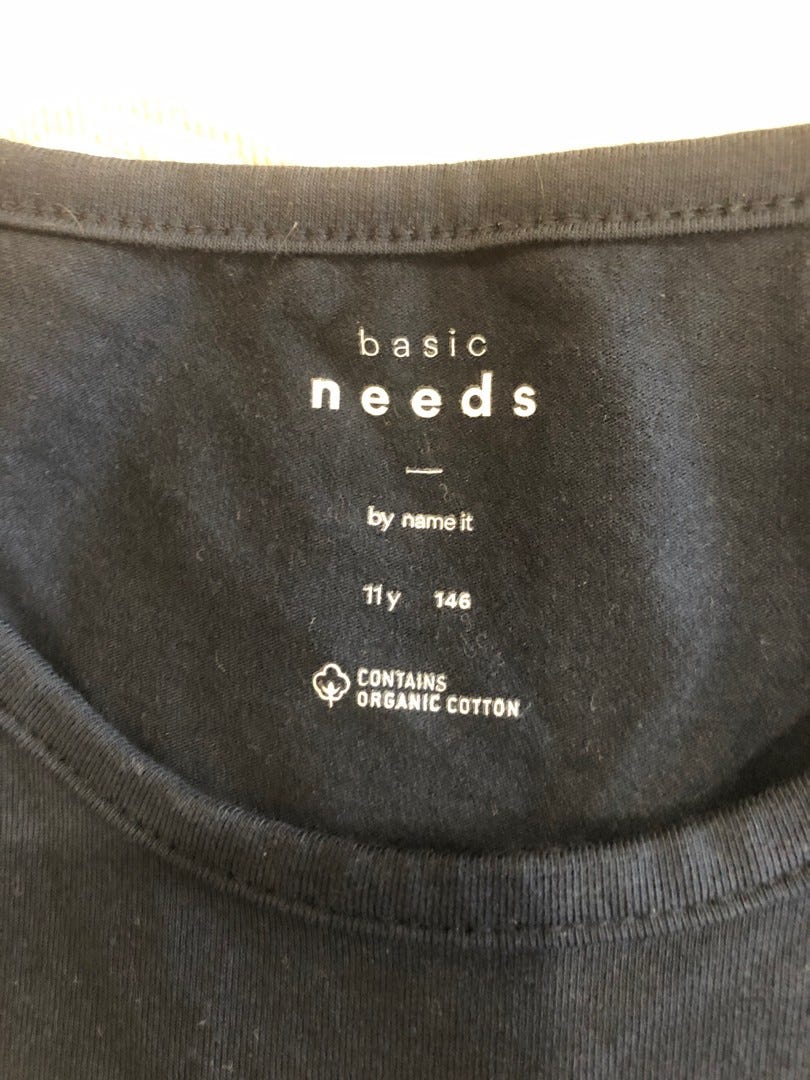 basic
needs
by name it
11y 146
CONTAINS
ORGANIC COTTON